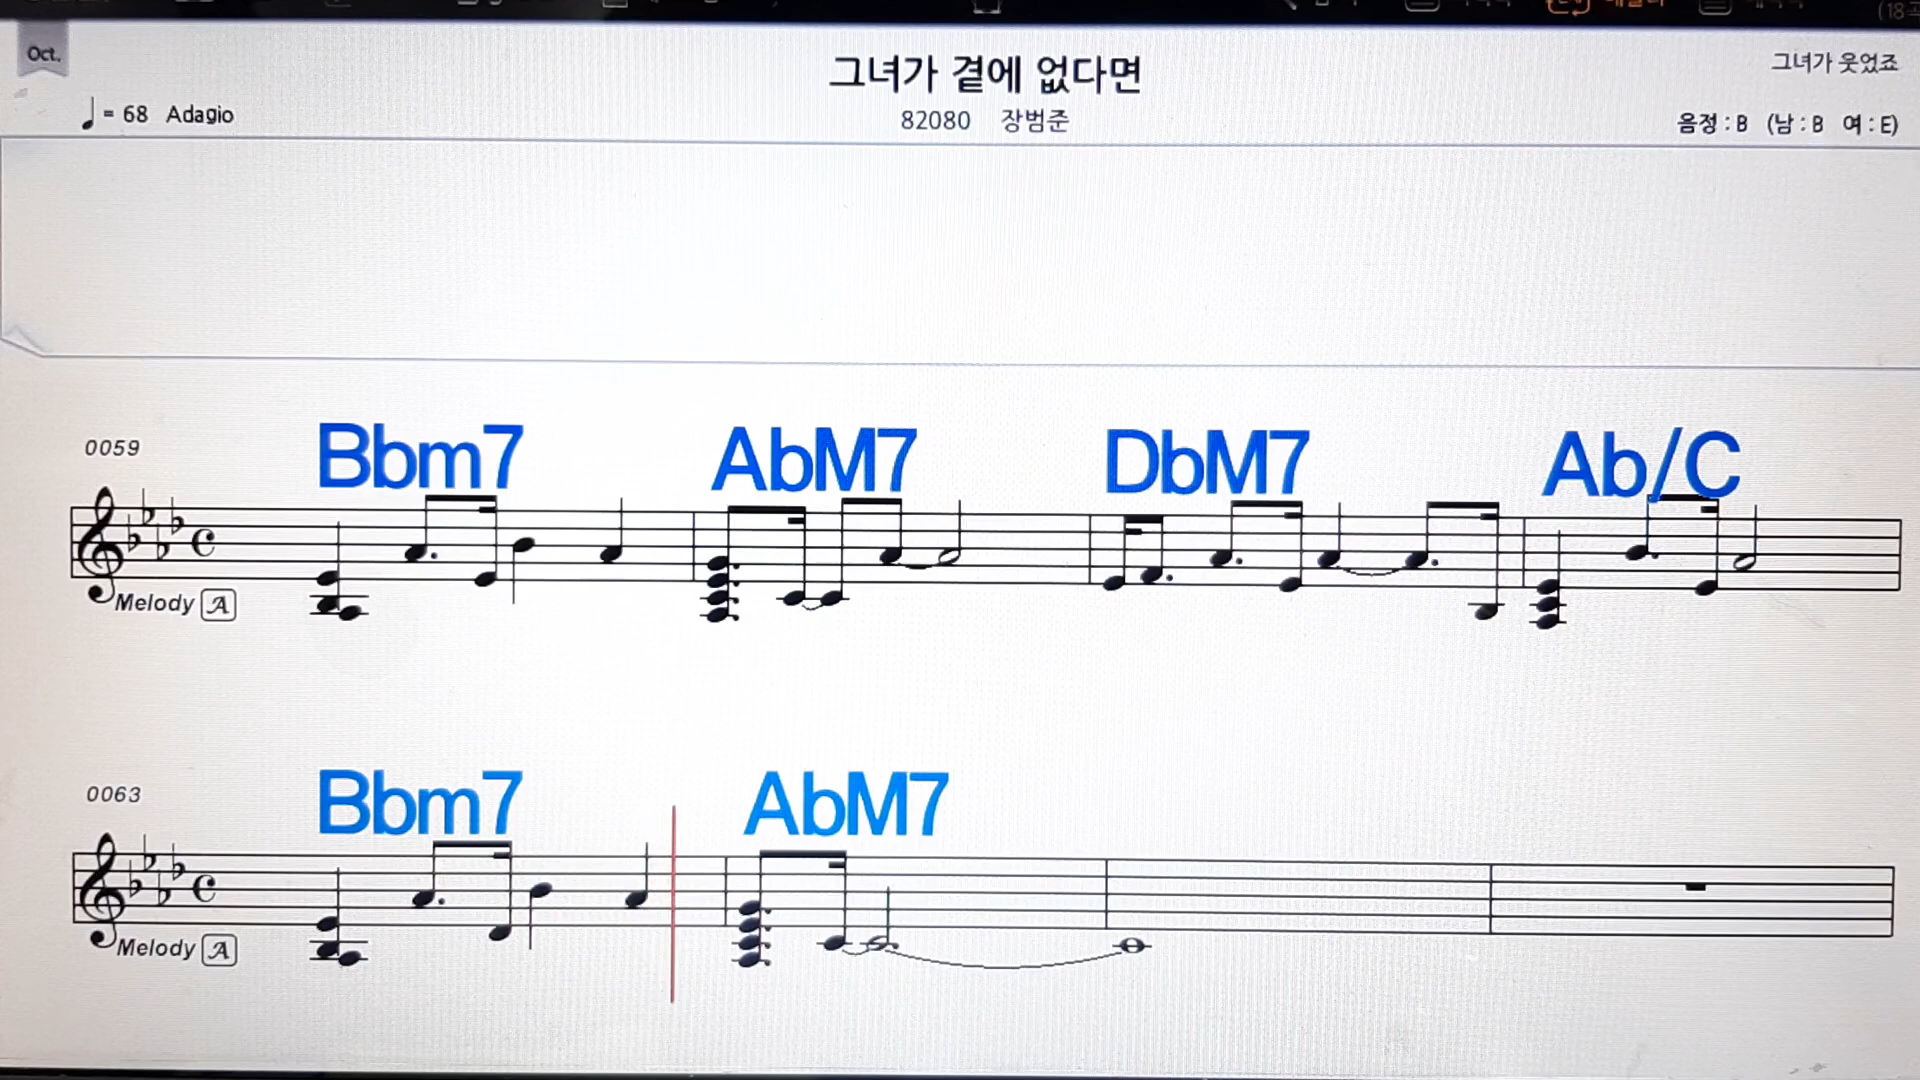 Oct.
그녀가 곁에 없다면
그녀가 웃었죠
= 68 Adagio
82080 장범준
음정 : B (남 : B 여 : E)
0059
Bbm7 AbM7 DbM7 Ab/C
Melody A
0063
Bbm7 AbM7
Melody A